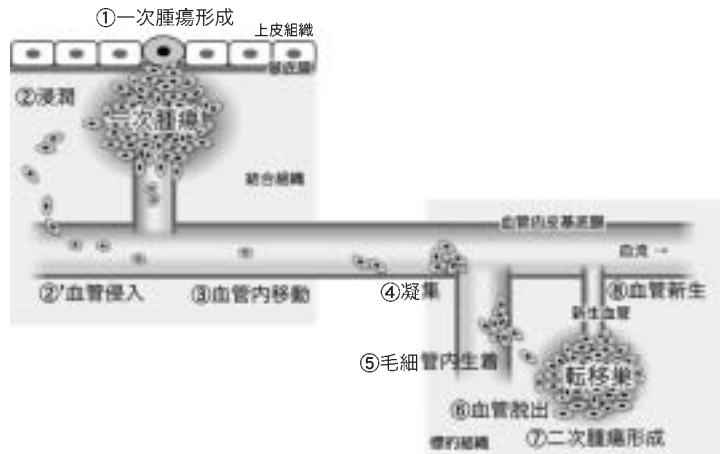 ①一次腫瘍形成
上皮組織
基底膜
②浸潤
一次腫瘍
結合組織
血管内皮基底膜
血流 →
②'血管侵入
③血管内移動
④凝集
⑧血管新生
新生血管
⑤毛細管内生着
転移巣
⑥血管脱出
⑦二次腫瘍形成
標的組織